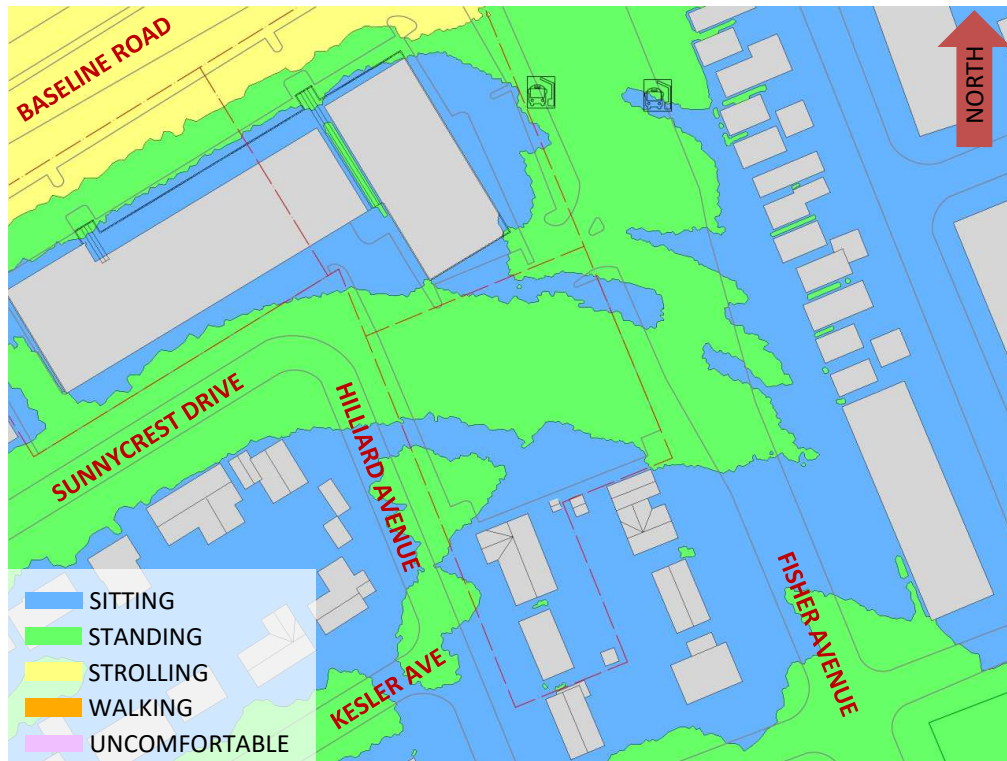 BASELINE ROAD
NORTH
SUNNYCREST DRIVE
HILLIARD AVENUE
FISHER AVENUE
KESLER AVE
SITTING
STANDING
STROLLING
WALKING
UNCOMFORTABLE